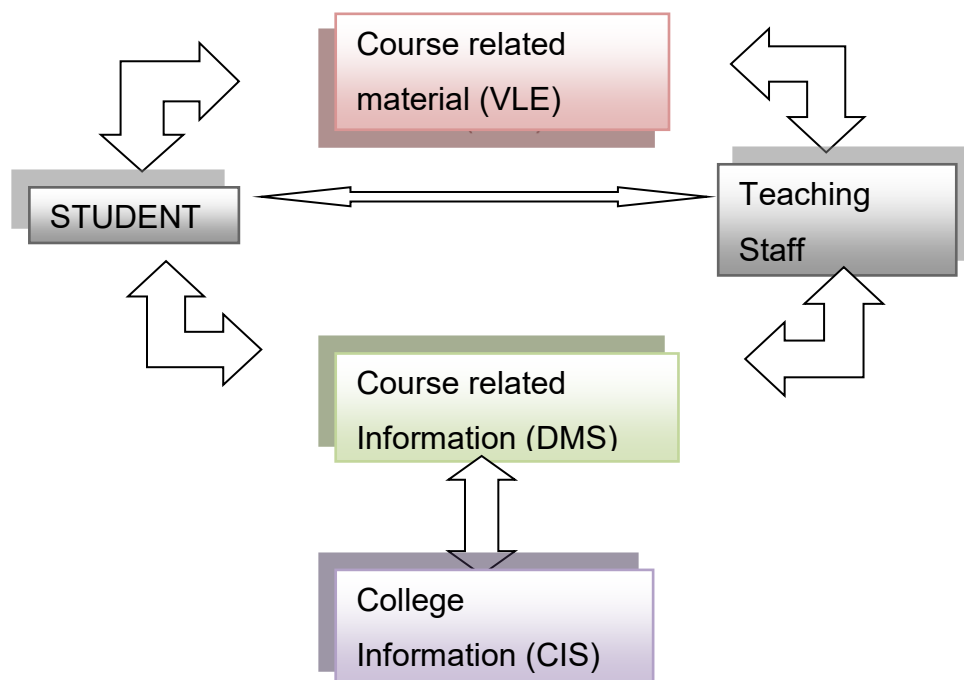 Course related
material (VLE)
STUDENT
Teaching
Staff
Course related
Information (DMS)
College
Information (CIS)